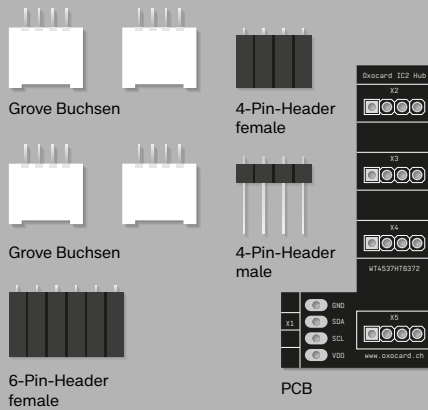 Grove Buchsen
4-Pin-Header
female
Grove Buchsen
4-Pin-Header
male
6-Pin-Header
female
Oxocard IC2 Hub
X2
X3
X4
WT4537HT6372
X1
GND
SDA
SCL
VDD
X5
www.oxocard.ch
PCB